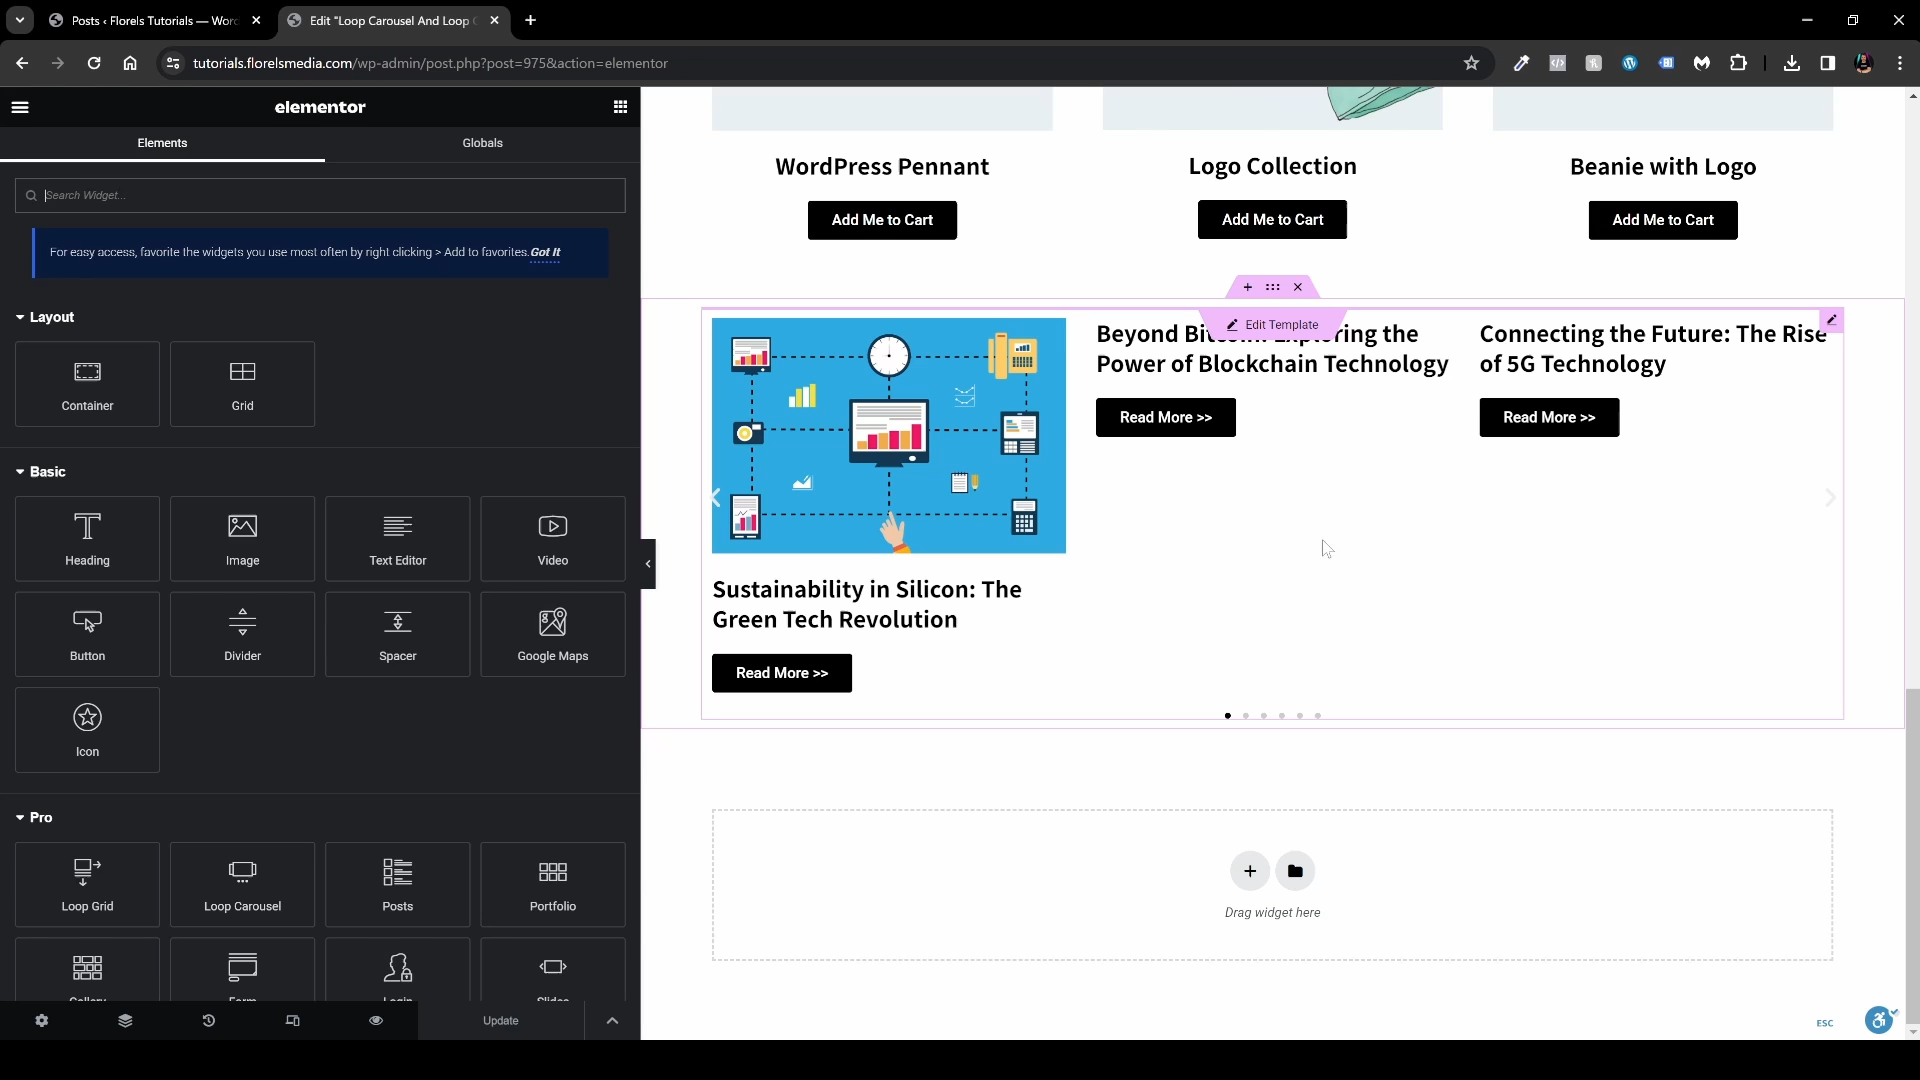 Posts ‹ Florels Tutorials — Wor
Edit "Loop Carousel And Loop
tutorials.florelsmedia.com/wp-admin/post.php?post=975&action=elementor
elementor
Elements
Globals
Search Widget...
For easy access, favorite the widgets you use most often by right clicking > Add to favorites. Got It
Layout
Container
Grid
Basic
Heading
Image
Text Editor
Video
Button
Divider
Spacer
Google Maps
Icon
Pro
Loop Grid
Loop Carousel
Posts
Portfolio
Gallery
Form
Login
Slides
Update
WordPress Pennant
Logo Collection
Beanie with Logo
Add Me to Cart
Add Me to Cart
Add Me to Cart
Edit Template
Beyond Bitcoin: Exploring the
Power of Blockchain Technology
Read More >>
Connecting the Future: The Rise
of 5G Technology
Read More >>
Sustainability in Silicon: The
Green Tech Revolution
Read More >>
Drag widget here
ESC